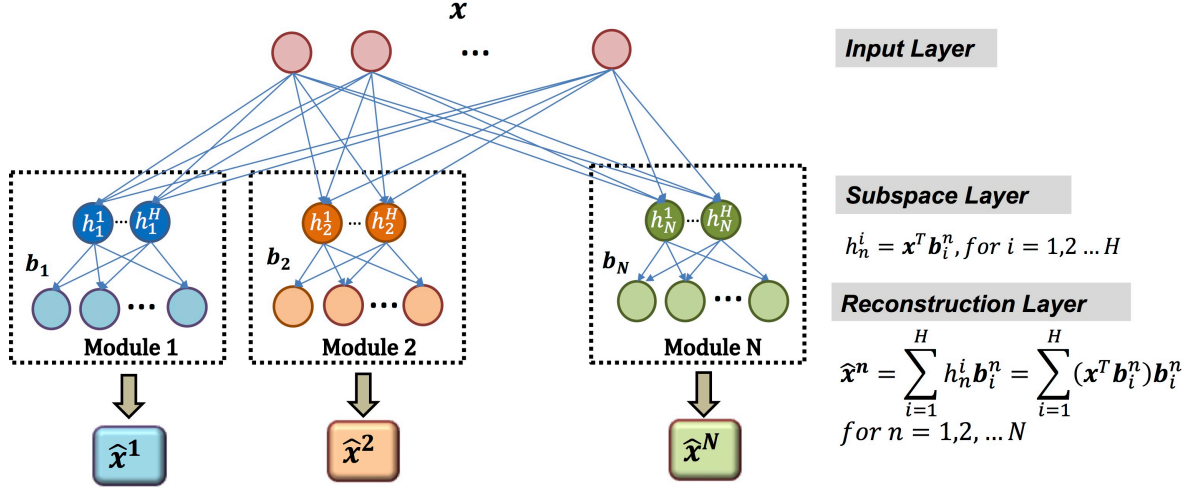 x
...
Input Layer
Subspace Layer
h_1^1 ... h_1^H
h_2^1 ... h_2^H
h_N^1 ... h_N^H
h_n^i = x^T b_i^n, for i = 1,2 … H
b_1
b_2
b_N
... ... ...
Reconstruction Layer
Module 1
Module 2
Module N
x̂^n = ∑_{i=1}^{H} h_n^i b_i^n = ∑_{i=1}^{H} (x^T b_i^n) b_i^n
for n = 1,2, … N
x̂^1
x̂^2
x̂^N